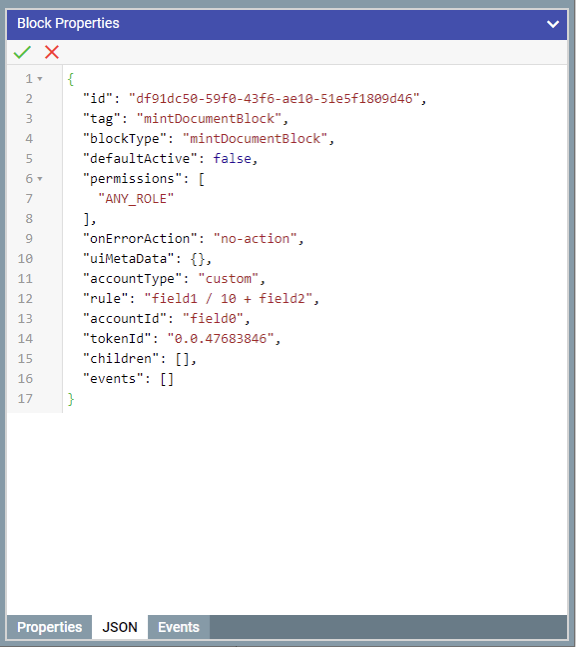 Block Properties
1 {
2 "id": "df91dc50-59f0-43f6-ae10-51e5f1809d46",
3 "tag": "mintDocumentBlock",
4 "blockType": "mintDocumentBlock",
5 "defaultActive": false,
6 "permissions": [
7 "ANY_ROLE"
8 ],
9 "onErrorAction": "no-action",
10 "uiMetaData": {},
11 "accountType": "custom",
12 "rule": "field1 / 10 + field2",
13 "accountId": "field0",
14 "tokenId": "0.0.47683846",
15 "children": [],
16 "events": []
17 }
Properties JSON Events